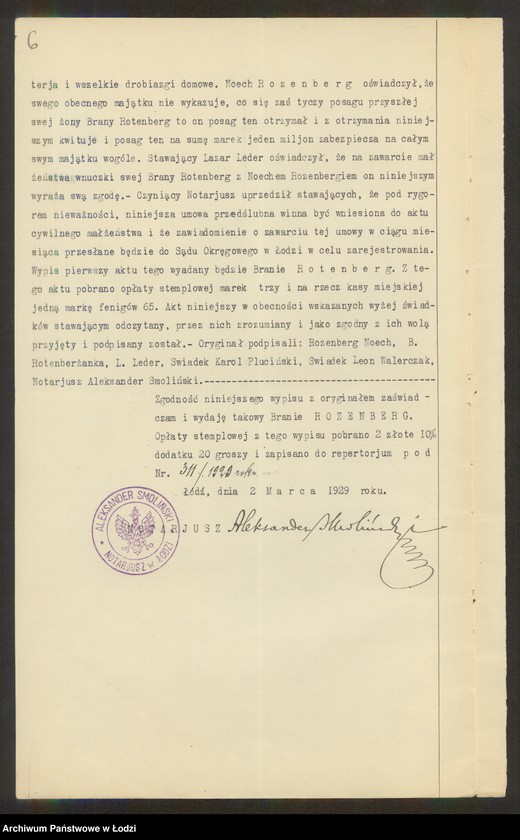 6
terja i wszelkie drobiazgi domowe. Noech R o z e n b e r g oświadczył,że
swego obecnego majątku nie wykazuje, co się zaś tyczy posagu przyszłej
swej żony Brany Rotenberg to on posag ten otrzymał i z otrzymania niniej-
szym kwituje i posag ten na sumę marek jeden miljon zabezpiecza na całym
swym majątku wogóle. Stawający Lazar Leder oświadczył, że na zawarcie mał
żeństwa wnuczki swej Brany Rotenberg z Noechem Rozenbergiem on niniejszym
wyraża swą zgodę.- Czyniący Notarjusz uprzedził stawających, że pod rygo-
rem nieważności, niniejsza umowa przedślubna winna być wniesiona do aktu
cywilnego małżeństwa i że zawiadomienie o zawarciu tej umowy w ciągu mie-
siąca przesłane będzie do Sądu Okręgowego w Łodzi w celu zarejestrowania.
Wypis pierwszy aktu tego wyadany będzie Branie R o t e n b e r g. Z te-
go aktu pobrano opłaty stemplowej marek trzy i na rzecz kasy miejskiej
jedną markę fenigów 65. Akt niniejszy w obecności wskazanych wyżej świad-
ków stawającym odczytany, przez nich zrozumiany i jako zgodny z ich wolą
przyjęty i podpisany został.- Oryginał podpisali: Rozenberg Noech, B.
Rotenberżanka, L. Leder, Świadek Karol Pluciński, Świadek Leon Walerczak,
Notarjusz Aleksander Smoliński.----------------------------------------
Zgodność niniejszego wypisu z oryginałem zaświad -
czam i wydaję takowy Branie R O Z E N B E R G.
Opłaty stemplowej z tego wypisu pobrano 2 złote 10%
dodatku 20 groszy i zapisano do repertorjum p o d
Nr. 311/1929 roku
Łódź, dnia 2 M a r c a 1929 roku.
N O T A R J U S Z Aleksander Smoliński
ALEKSANDER SMOLIŃSKI
NOTARJUSZ W ŁODZI
Archiwum Państwowe w Łodzi